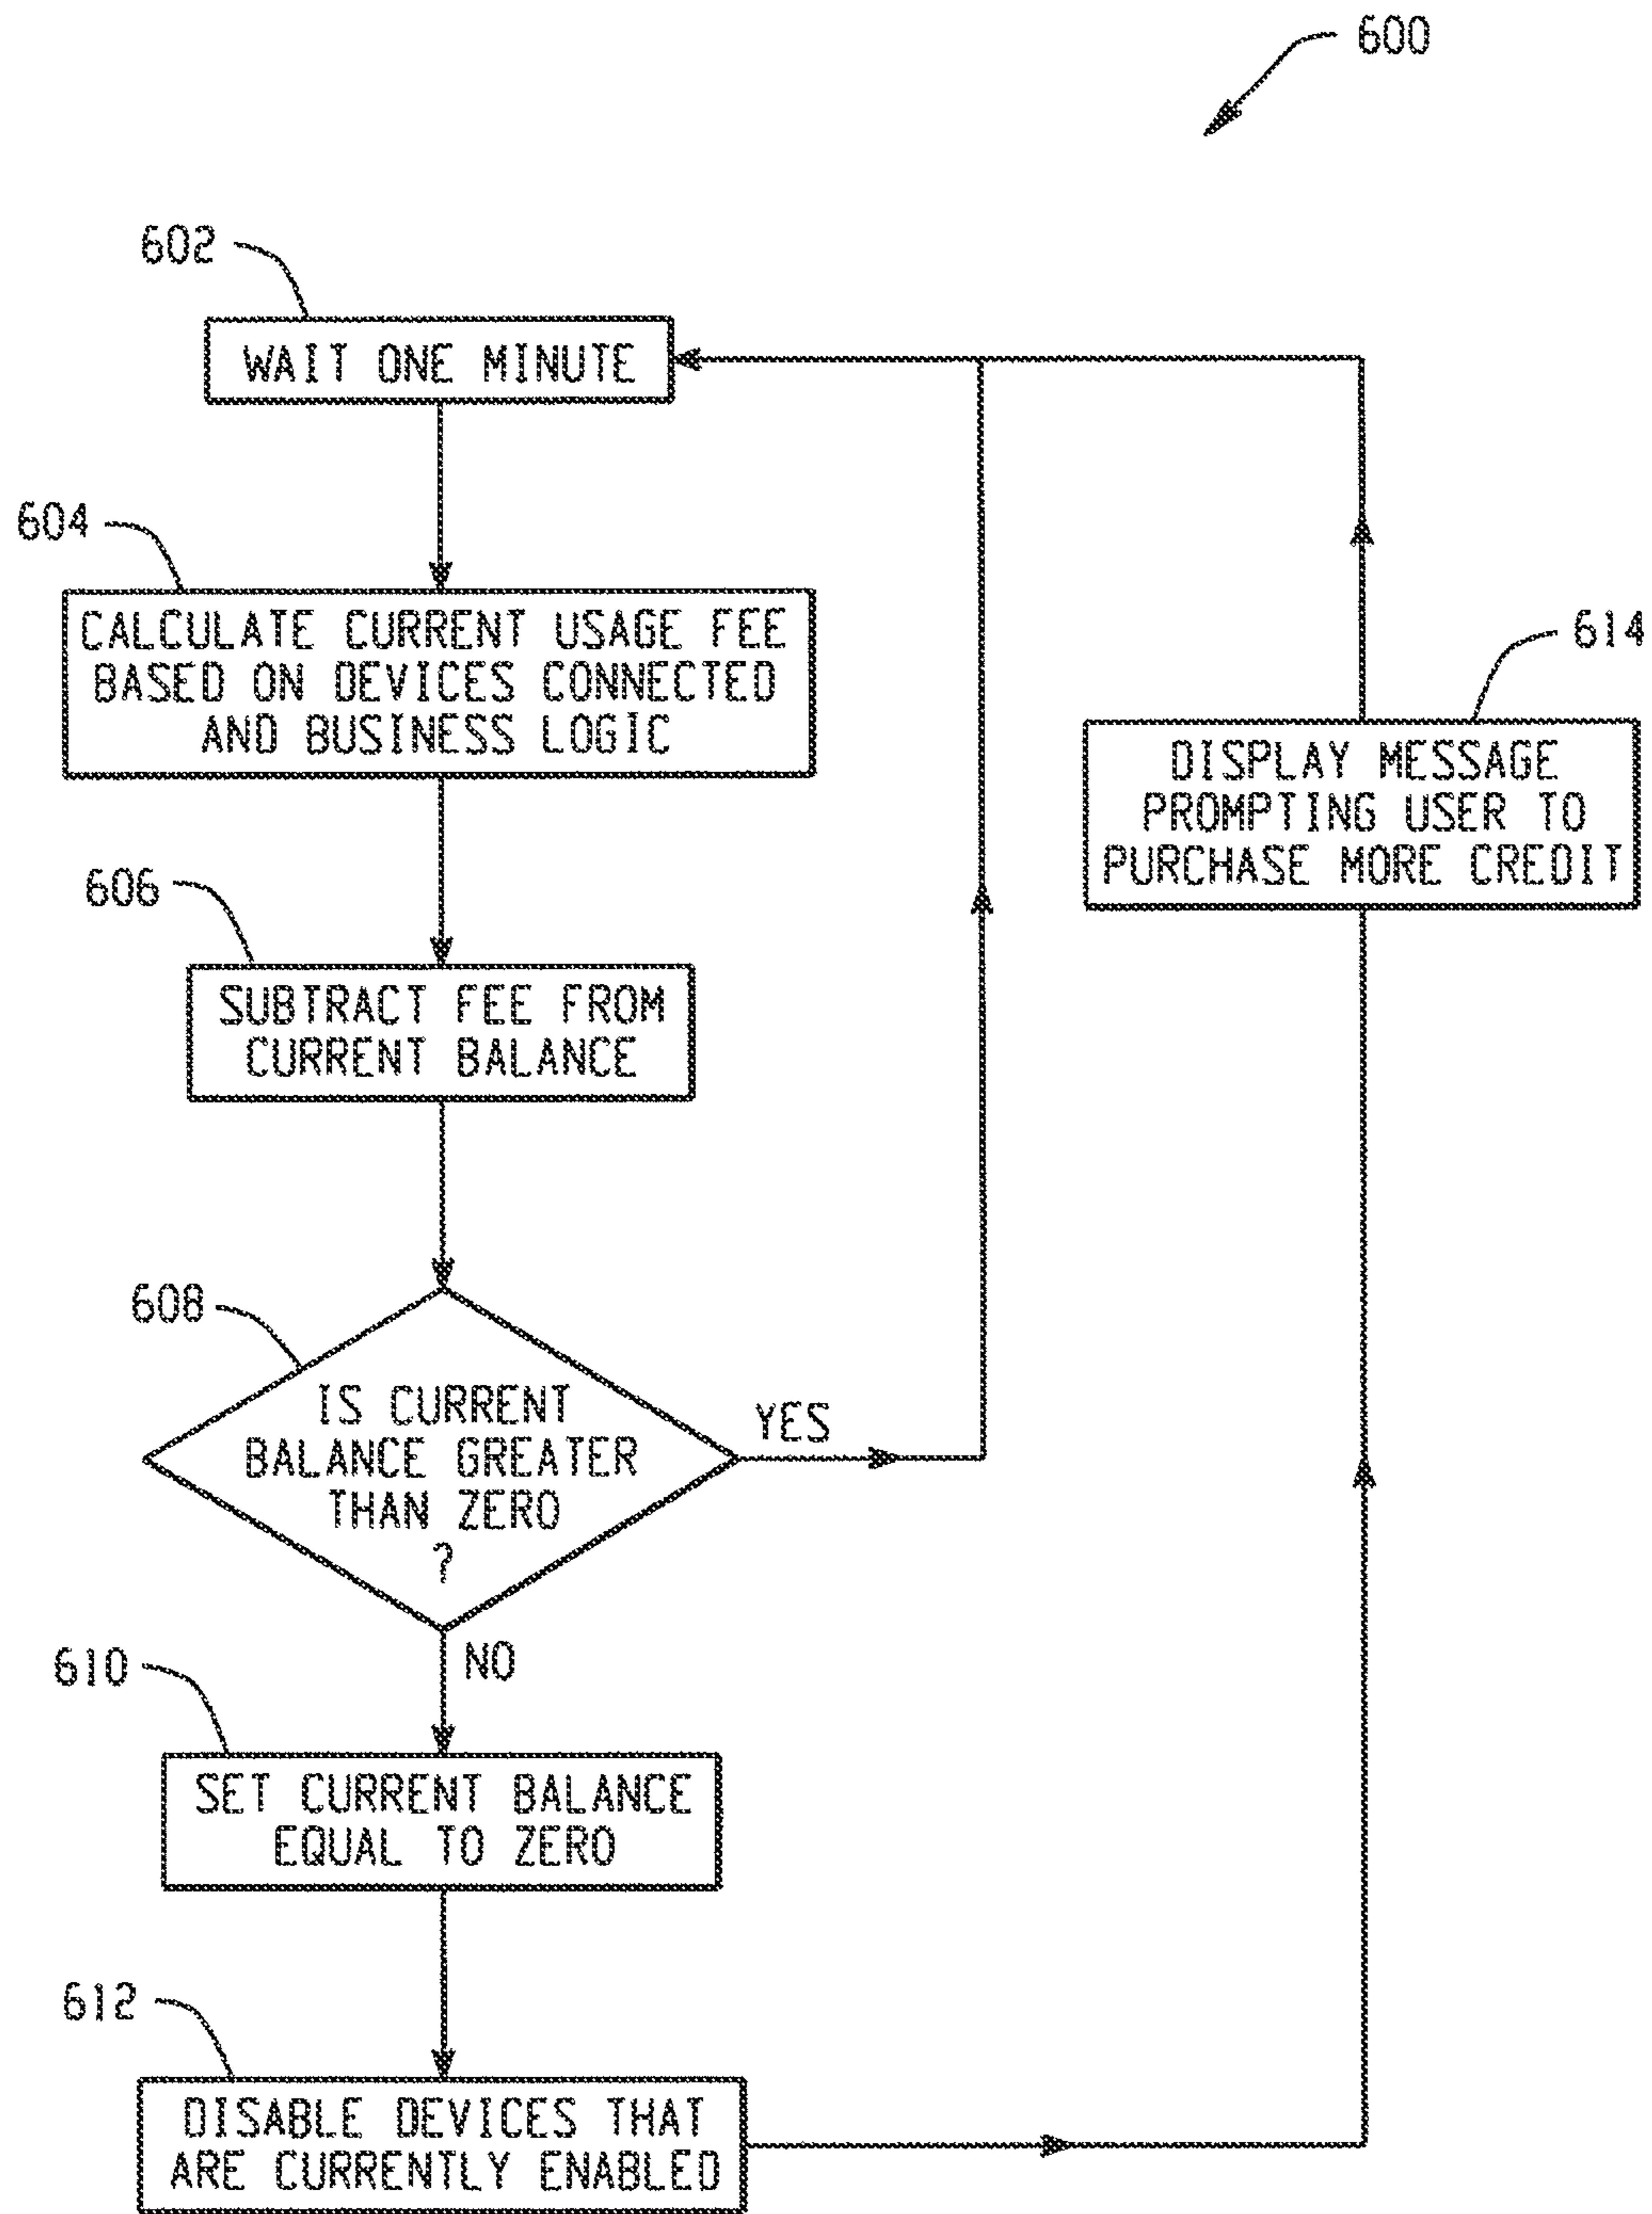 600
602
WAIT ONE MINUTE
604
CALCULATE CURRENT USAGE FEE
BASED ON DEVICES CONNECTED
AND BUSINESS LOGIC
614
DISPLAY MESSAGE
PROMPTING USER TO
PURCHASE MORE CREDIT
606
SUBTRACT FEE FROM
CURRENT BALANCE
608
IS CURRENT
BALANCE GREATER
THAN ZERO
?
YES
NO
610
SET CURRENT BALANCE
EQUAL TO ZERO
612
DISABLE DEVICES THAT
ARE CURRENTLY ENABLED